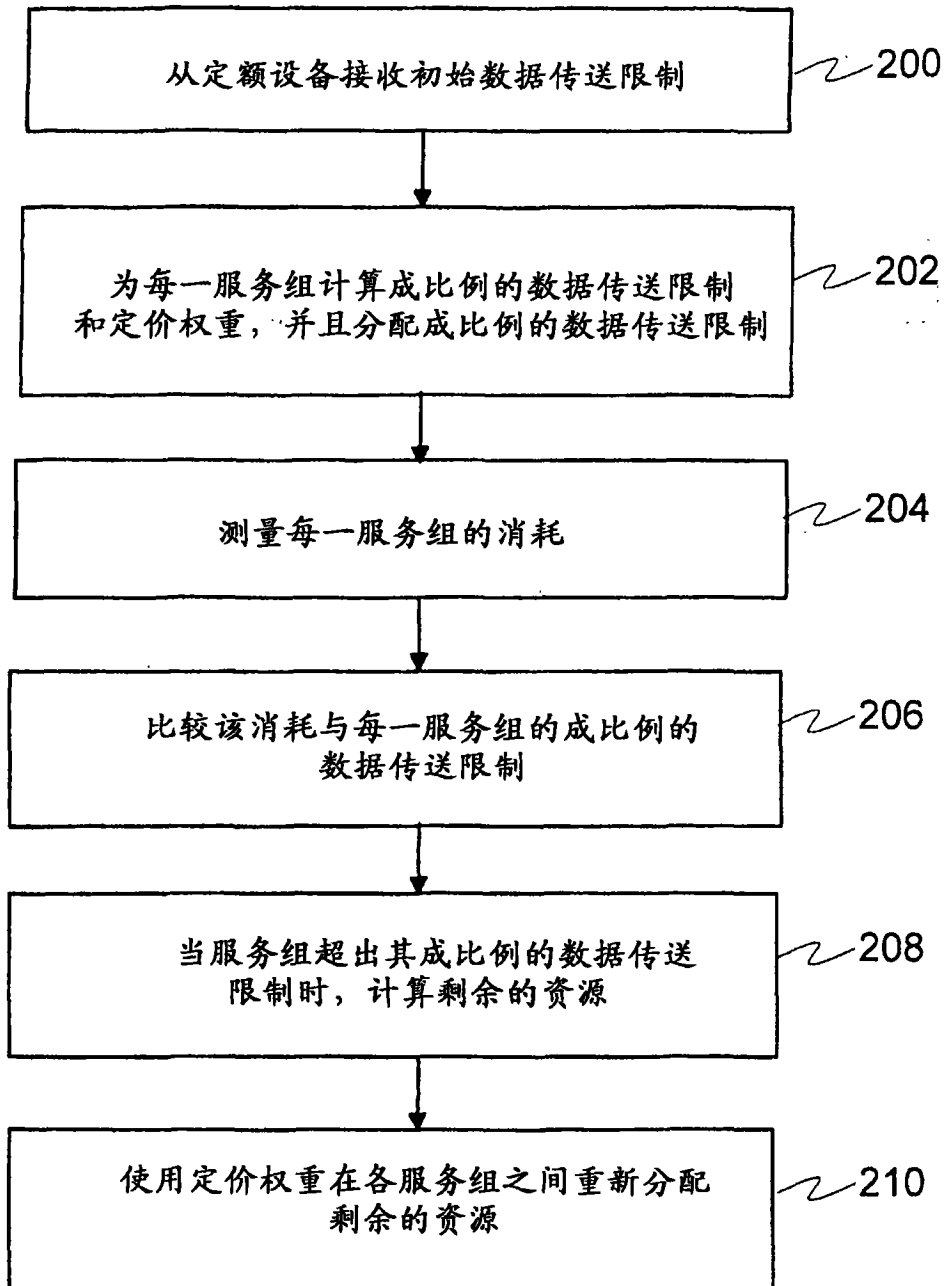 从定额设备接收初始数据传送限制
200
为每一服务组计算成比例的数据传送限制
和定价权重，并且分配成比例的数据传送限制
202
测量每一服务组的消耗
204
比较该消耗与每一服务组的成比例的
数据传送限制
206
当服务组超出其成比例的数据传送
限制时，计算剩余的资源
208
使用定价权重在各服务组之间重新分配
剩余的资源
210